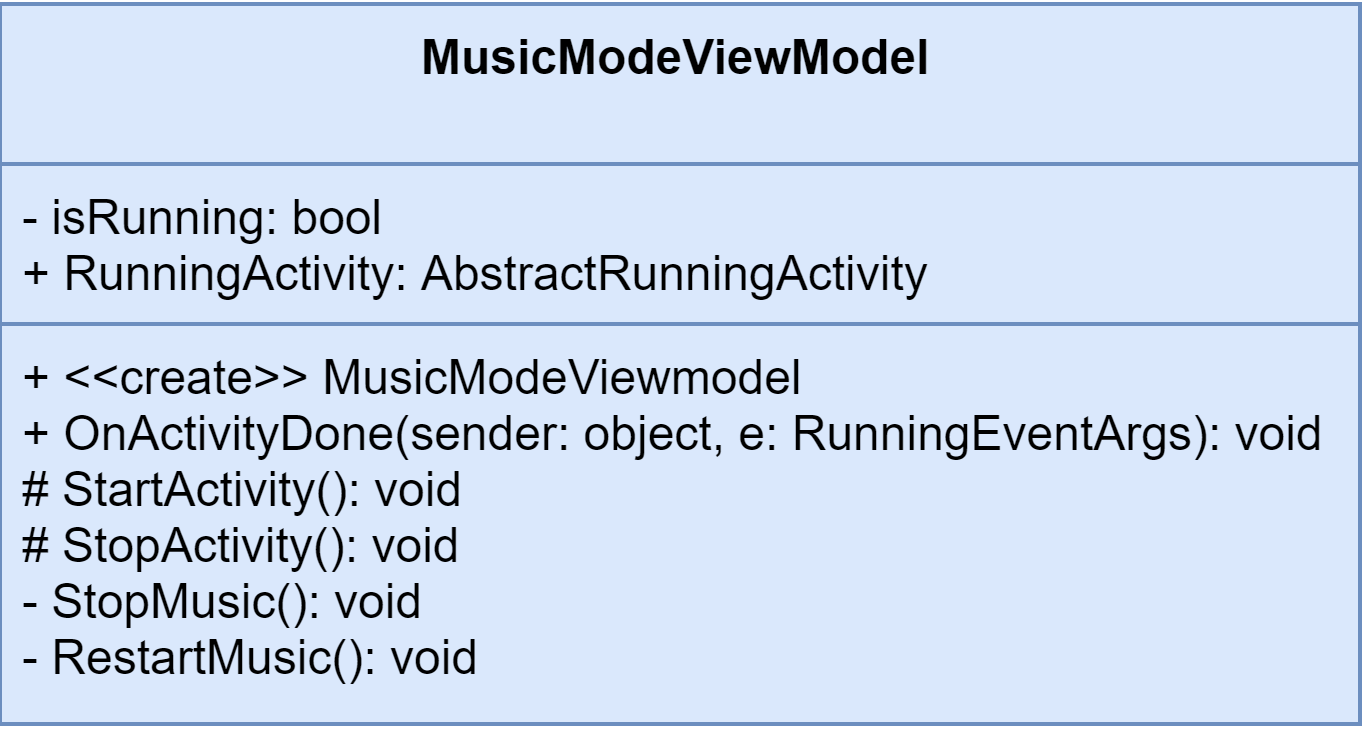 MusicModeViewModel
- isRunning: bool
+ RunningActivity: AbstractRunningActivity
+ <<create>> MusicModeViewmodel
+ OnActivityDone(sender: object, e: RunningEventArgs): void
# StartActivity(): void
# StopActivity(): void
- StopMusic(): void
- RestartMusic(): void